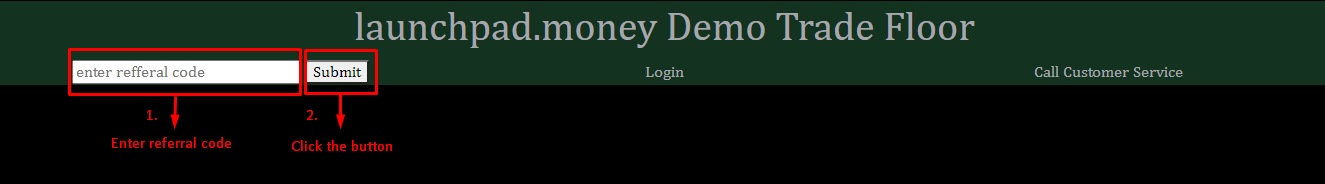 launchpad.money Demo Trade Floor
enter refferal code Submit Login Call Customer Service
1. 2.
Enter referral code Click the button